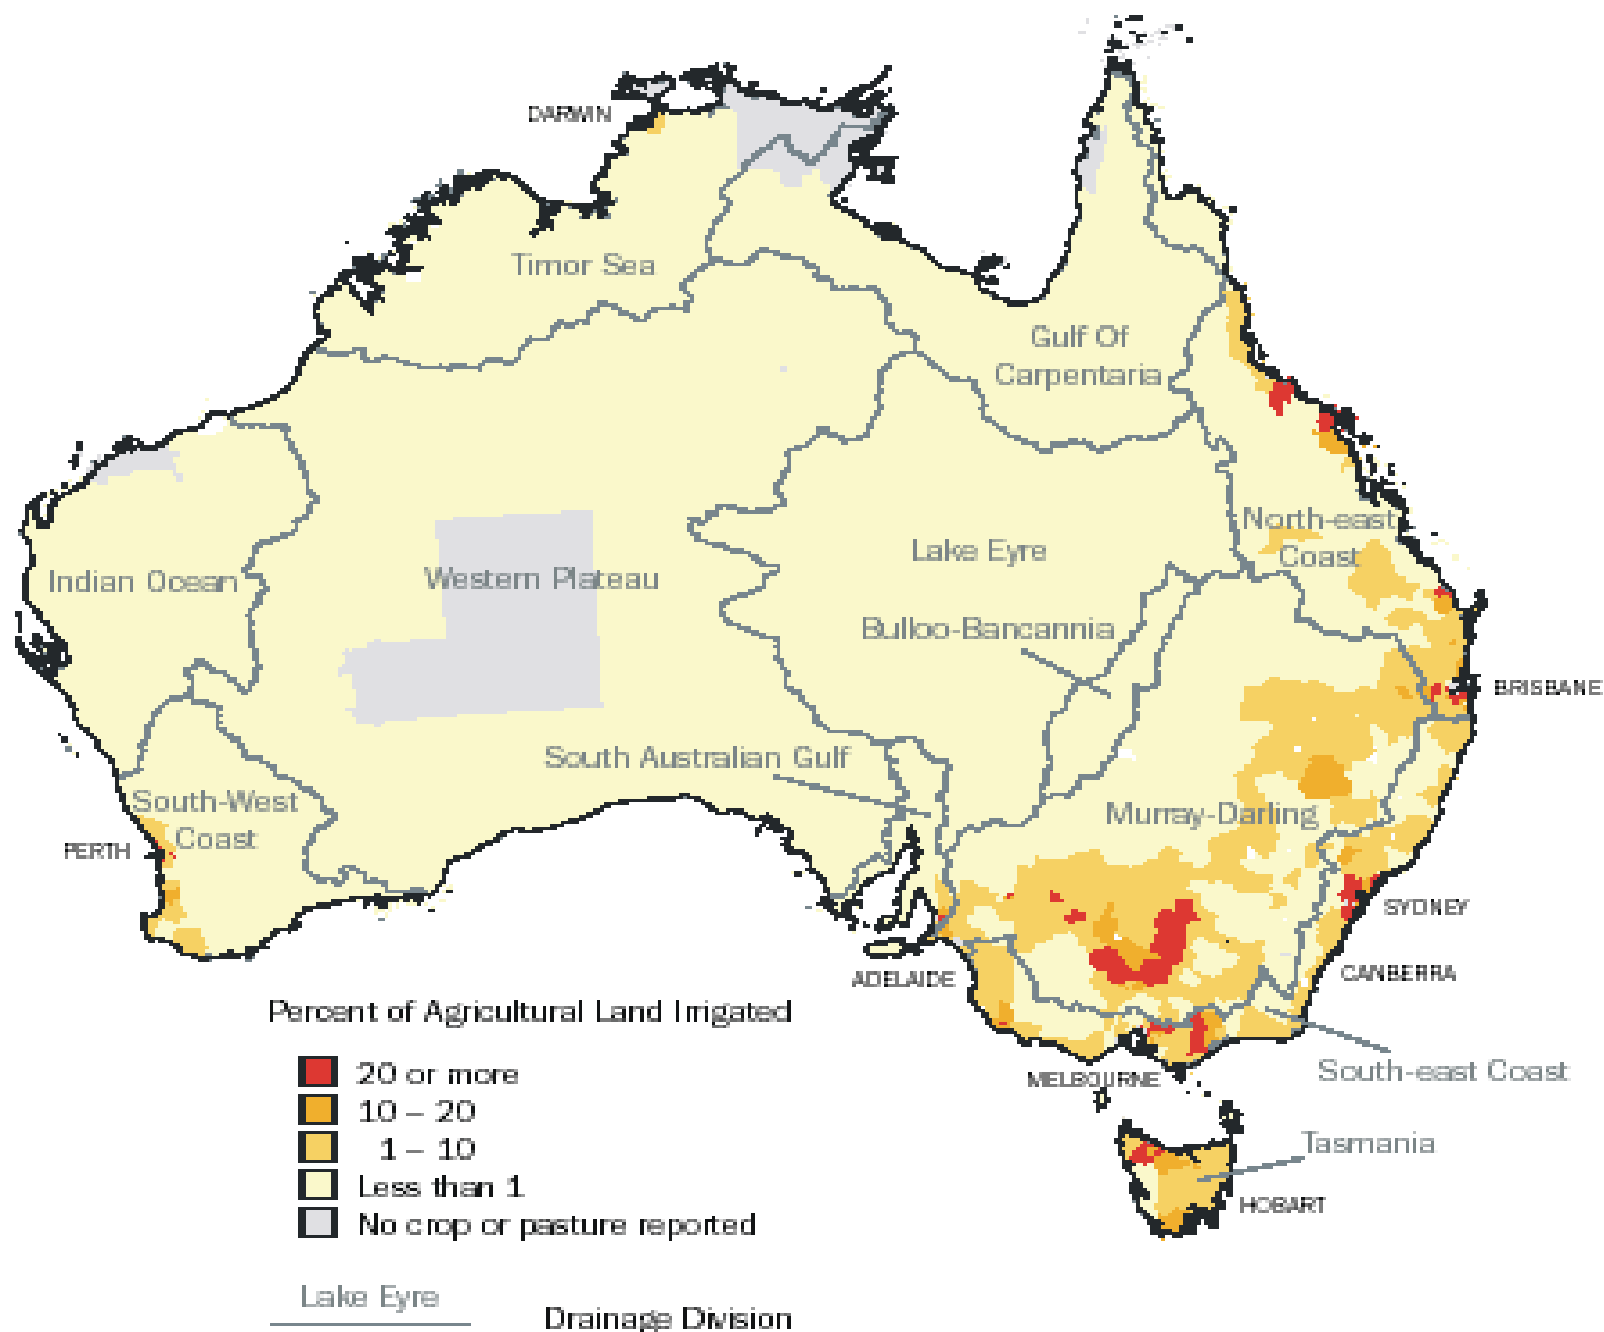 DARWIN
Timor Sea
Gulf Of
Carpentaria
North-east
Coast
Lake Eyre
Indian Ocean
Western Plateau
Bulloo-Bancannia
BRISBANE
South Australian Gulf
South-West
Coast
Murray-Darling
PERTH
SYDNEY
ADELAIDE
CANBERRA
Percent of Agricultural Land Irrigated
20 or more
10 – 20
1 – 10
Less than 1
No crop or pasture reported
MELBOURNE
South-east Coast
Tasmania
HOBART
Lake Eyre
Drainage Division